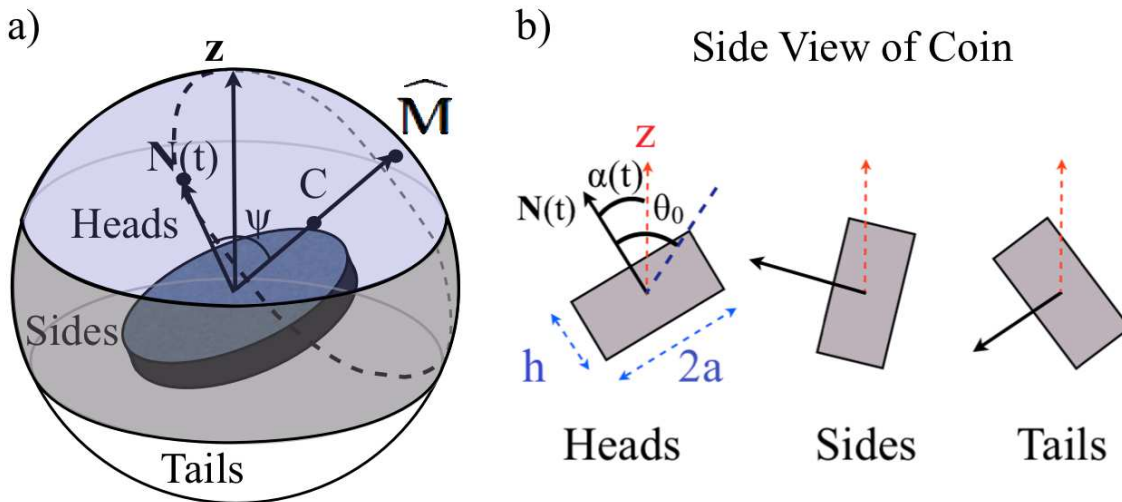 a)
z
M̂
N(t)
C
Heads
ψ
Sides
Tails
b)
Side View of Coin
z
α(t)
N(t)
θ₀
h
2a
Heads
Sides
Tails